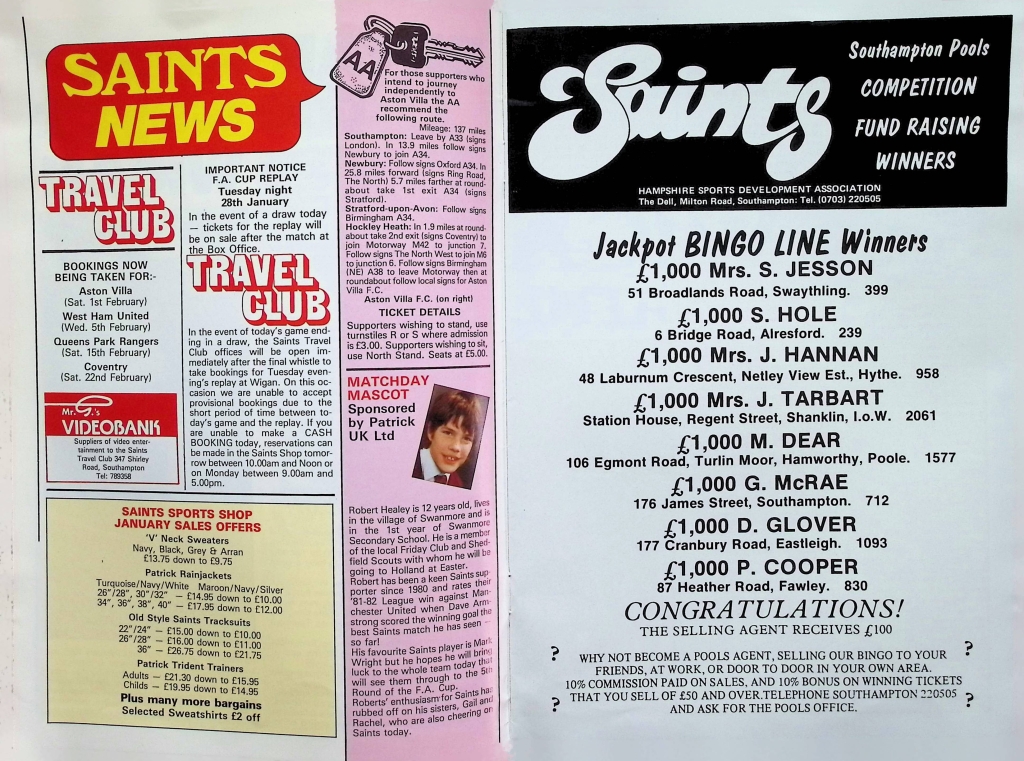 SAINTS
NEWS
TRAVEL
CLUB
BOOKINGS NOW
BEING TAKEN FOR:-
Aston Villa
(Sat. 1st February)
West Ham United
(Wed. 5th February)
Queens Park Rangers
(Sat. 15th February)
Coventry
(Sat. 22nd February)
Mr. G.'s
VIDEOBANK
Suppliers of video enter-
tainment to the Saints
Travel Club 347 Shirley
Road, Southampton
Tel: 789358
IMPORTANT NOTICE
F.A. CUP REPLAY
Tuesday night
28th January
In the event of a draw today
— tickets for the replay will
be on sale after the match at
the Box Office.
TRAVEL
CLUB
In the event of today's game end-
ing in a draw, the Saints Travel
Club offices will be open im-
mediately after the final whistle to
take bookings for Tuesday even-
ing's replay at Wigan. On this oc-
casion we are unable to accept
provisional bookings due to the
short period of time between to-
day's game and the replay. If you
are unable to make a CASH
BOOKING today, reservations can
be made in the Saints Shop tomor-
row between 10.00am and Noon or
on Monday between 9.00am and
5.00pm.
SAINTS SPORTS SHOP
JANUARY SALES OFFERS
'V' Neck Sweaters
Navy, Black, Grey & Arran
£13.75 down to £9.75
Patrick Rainjackets
Turquoise/Navy/White Maroon/Navy/Silver
26"/28", 30"/32" — £14.95 down to £10.00
34", 36", 38", 40" — £17.95 down to £12.00
Old Style Saints Tracksuits
22"/24" — £15.00 down to £10.00
26"/28" — £16.00 down to £11.00
36" — £26.75 down to £21.75
Patrick Trident Trainers
Adults — £21.30 down to £15.95
Childs — £19.95 down to £14.95
Plus many more bargains
Selected Sweatshirts £2 off
AA
For those supporters who
intend to journey
independently to
Aston Villa the AA
recommend the
following route.
Mileage: 137 miles
Southampton: Leave by A33 (signs
London). In 13.9 miles follow signs
Newbury to join A34.
Newbury: Follow signs Oxford A34. In
25.8 miles forward (signs Ring Road,
The North) 5.7 miles farther at round-
about take 1st exit A34 (signs
Stratford).
Stratford-upon-Avon: Follow signs
Birmingham A34.
Hockley Heath: In 1.9 miles at round-
about take 2nd exit (signs Coventry) to
join Motorway M42 to junction 7.
Follow signs The North West to join M6
to junction 6. Follow signs Birmingham
(NE) A38 to leave Motorway then at
roundabout follow local signs for Aston
Villa F.C.
Aston Villa F.C. (on right)
TICKET DETAILS
Supporters wishing to stand, use
turnstiles R or S where admission
is £3.00. Supporters wishing to sit,
use North Stand. Seats at £5.00.
MATCHDAY
MASCOT
Sponsored
by Patrick
UK Ltd
Robert Healey is 12 years old, lives
in the village of Swanmore and is
in the 1st year of Swanmore
Secondary School. He is a member
of the local Friday Club and Shed-
field Scouts with whom he will be
going to Holland at Easter.
Robert has been a keen Saints sup-
porter since 1980 and rates their
'81-82 League win against Man-
chester United when Dave Arm-
strong scored the winning goal the
best Saints match he has seen —
so far!
His favourite Saints player is Mark
Wright but he hopes he will bring
luck to the whole team today that
will see them through to the 5th
Round of the F.A. Cup.
Roberts' enthusiasm for Saints has
rubbed off on his sisters, Gail and
Rachel, who are also cheering on
Saints today.
Saints
Southampton Pools
COMPETITION
FUND RAISING
WINNERS
HAMPSHIRE SPORTS DEVELOPMENT ASSOCIATION
The Dell, Milton Road, Southampton: Tel. (0703) 220505
Jackpot BINGO LINE Winners
£1,000 Mrs. S. JESSON
51 Broadlands Road, Swaythling. 399
£1,000 S. HOLE
6 Bridge Road, Alresford. 239
£1,000 Mrs. J. HANNAN
48 Laburnum Crescent, Netley View Est., Hythe. 958
£1,000 Mrs. J. TARBART
Station House, Regent Street, Shanklin, I.o.W. 2061
£1,000 M. DEAR
106 Egmont Road, Turlin Moor, Hamworthy, Poole. 1577
£1,000 G. McRAE
176 James Street, Southampton. 712
£1,000 D. GLOVER
177 Cranbury Road, Eastleigh. 1093
£1,000 P. COOPER
87 Heather Road, Fawley. 830
CONGRATULATIONS!
THE SELLING AGENT RECEIVES £100
? ?
WHY NOT BECOME A POOLS AGENT, SELLING OUR BINGO TO YOUR
FRIENDS, AT WORK, OR DOOR TO DOOR IN YOUR OWN AREA.
10% COMMISSION PAID ON SALES, AND 10% BONUS ON WINNING TICKETS
THAT YOU SELL OF £50 AND OVER.TELEPHONE SOUTHAMPTON 220505
? AND ASK FOR THE POOLS OFFICE. ?